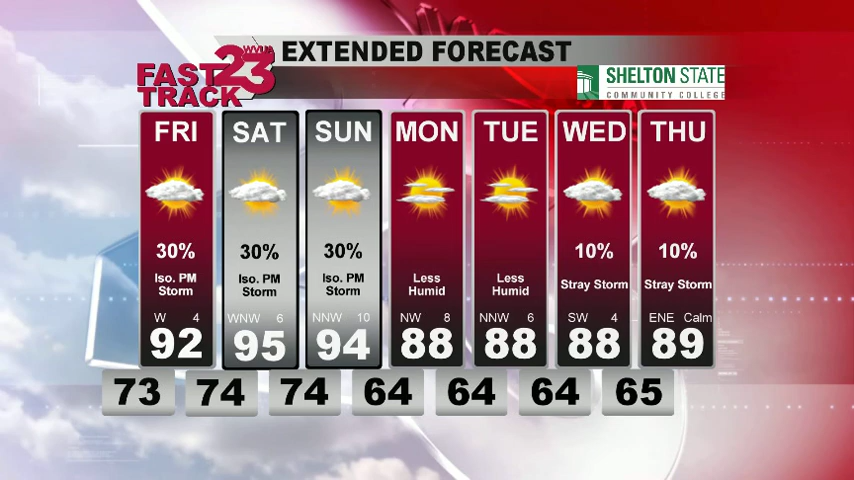 WVUA
23
FAST
TRACK
EXTENDED FORECAST
SHELTON STATE
COMMUNITY COLLEGE
FRI SAT SUN MON TUE WED THU
30% 30% 30% 10% 10%
Iso. PM Storm Iso. PM Storm Iso. PM Storm Less Humid Less Humid Stray Storm Stray Storm
W 4 WNW 6 NNW 10 NW 8 NNW 6 SW 4 ENE Calm
92 95 94 88 88 88 89
73 74 74 64 64 64 65